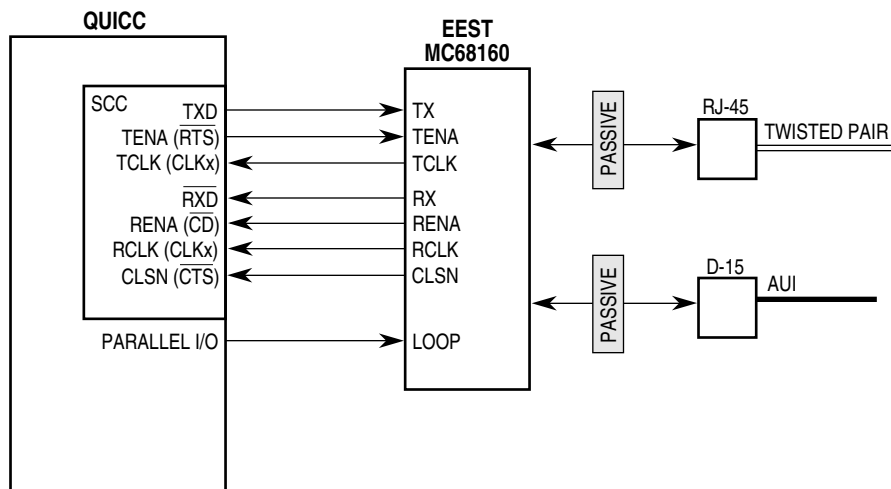 QUICC
EEST
MC68160
SCC
TXD
TENA (RTS)
TCLK (CLKx)
RXD
RENA (CD)
RCLK (CLKx)
CLSN (CTS)
PARALLEL I/O
TX
TENA
TCLK
RX
RENA
RCLK
CLSN
LOOP
PASSIVE
RJ-45
TWISTED PAIR
PASSIVE
D-15
AUI